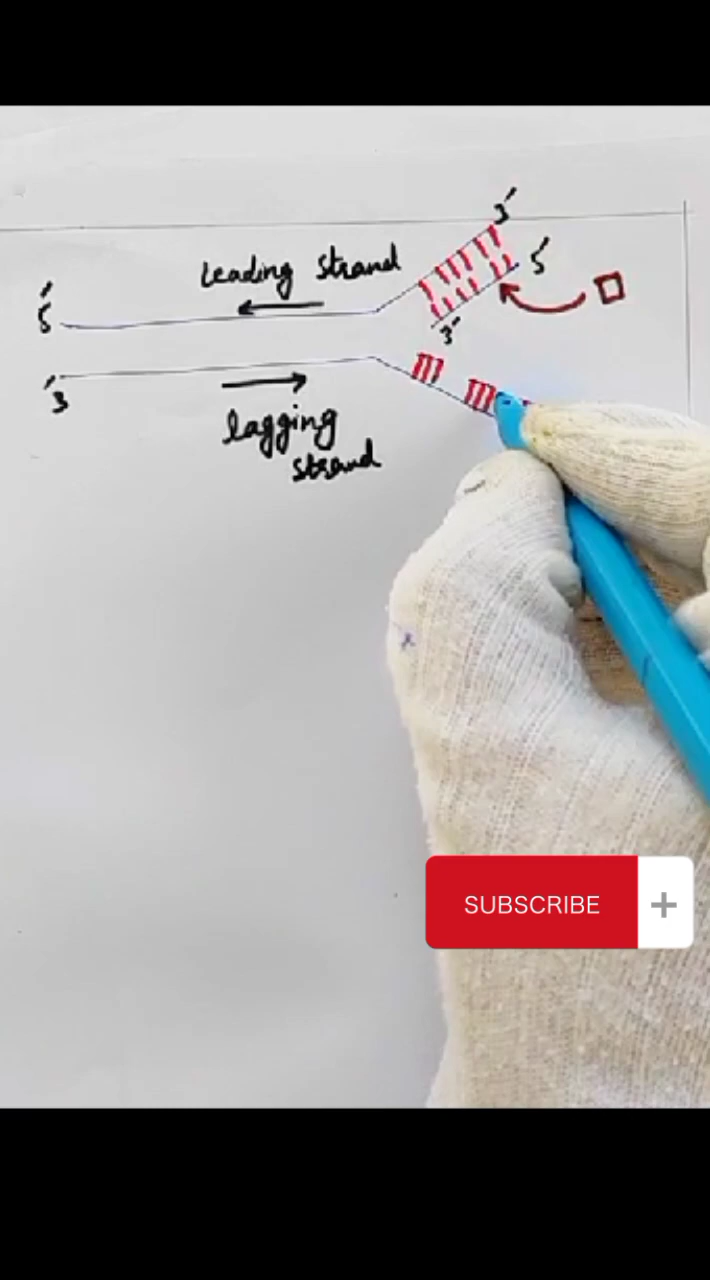 3'
Leading strand
5'
5'
3'
3'
lagging
strand
SUBSCRIBE +